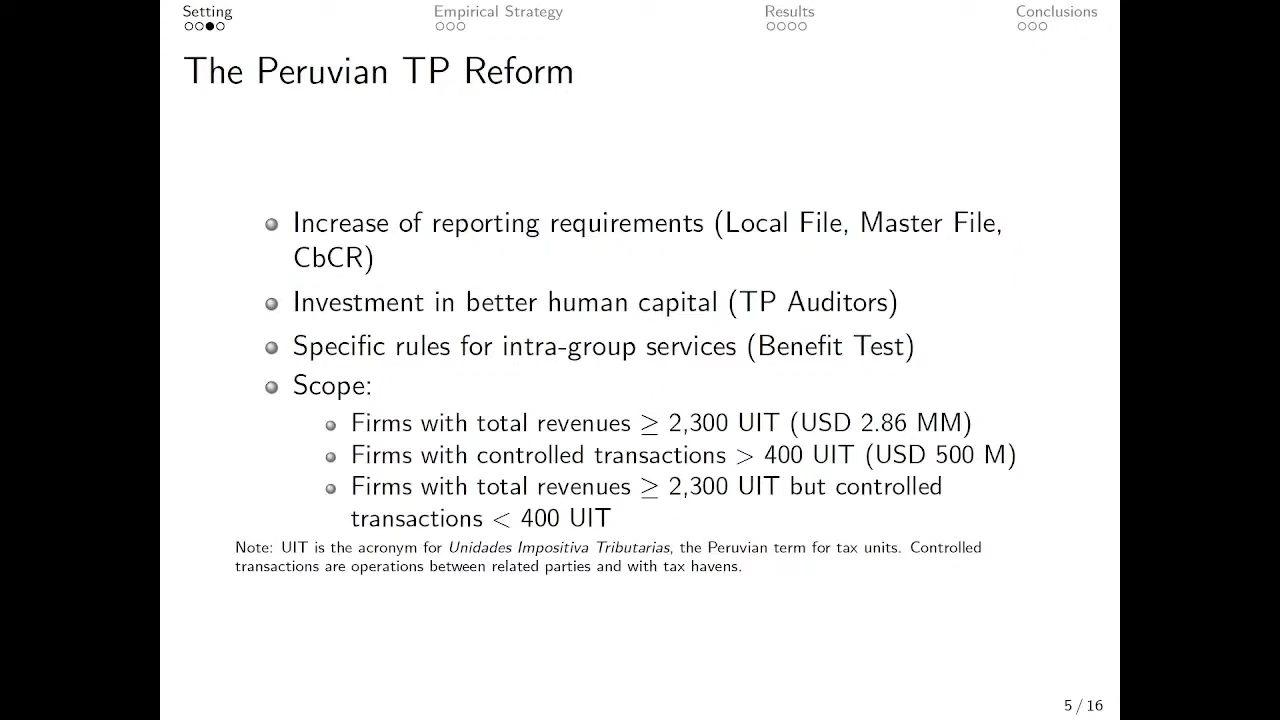 Setting Empirical Strategy Results Conclusions
The Peruvian TP Reform
Increase of reporting requirements (Local File, Master File,
CbCR)
Investment in better human capital (TP Auditors)
Specific rules for intra-group services (Benefit Test)
Scope:
Firms with total revenues ≥ 2,300 UIT (USD 2.86 MM)
Firms with controlled transactions > 400 UIT (USD 500 M)
Firms with total revenues ≥ 2,300 UIT but controlled
transactions < 400 UIT
Note: UIT is the acronym for Unidades Impositiva Tributarias, the Peruvian term for tax units. Controlled
transactions are operations between related parties and with tax havens.
5 / 16